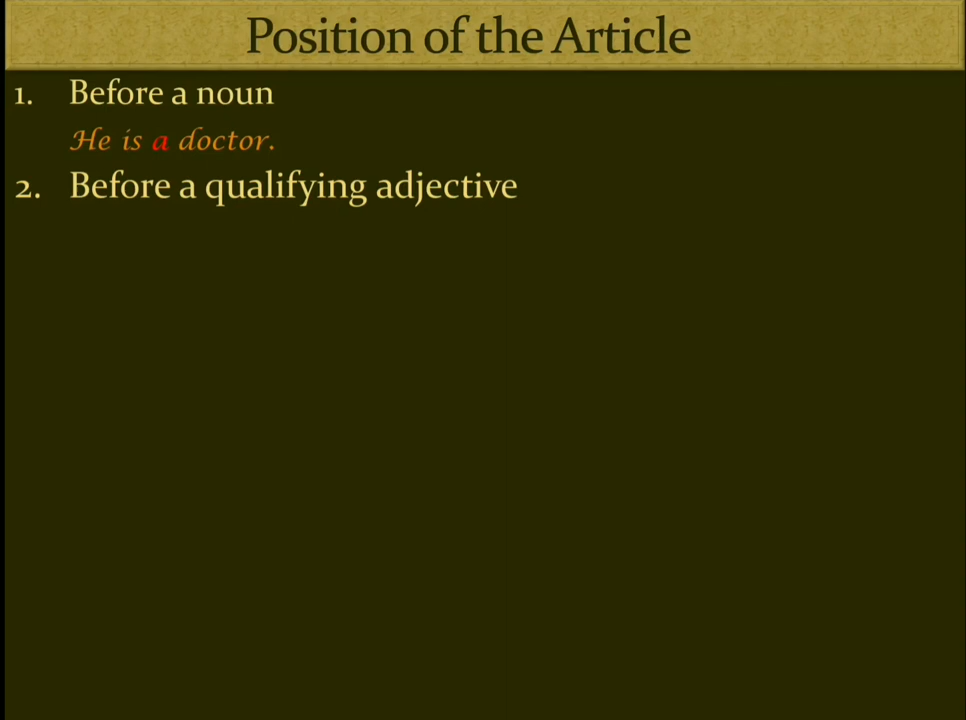 Position of the Article
1. Before a noun
He is a doctor.
2. Before a qualifying adjective